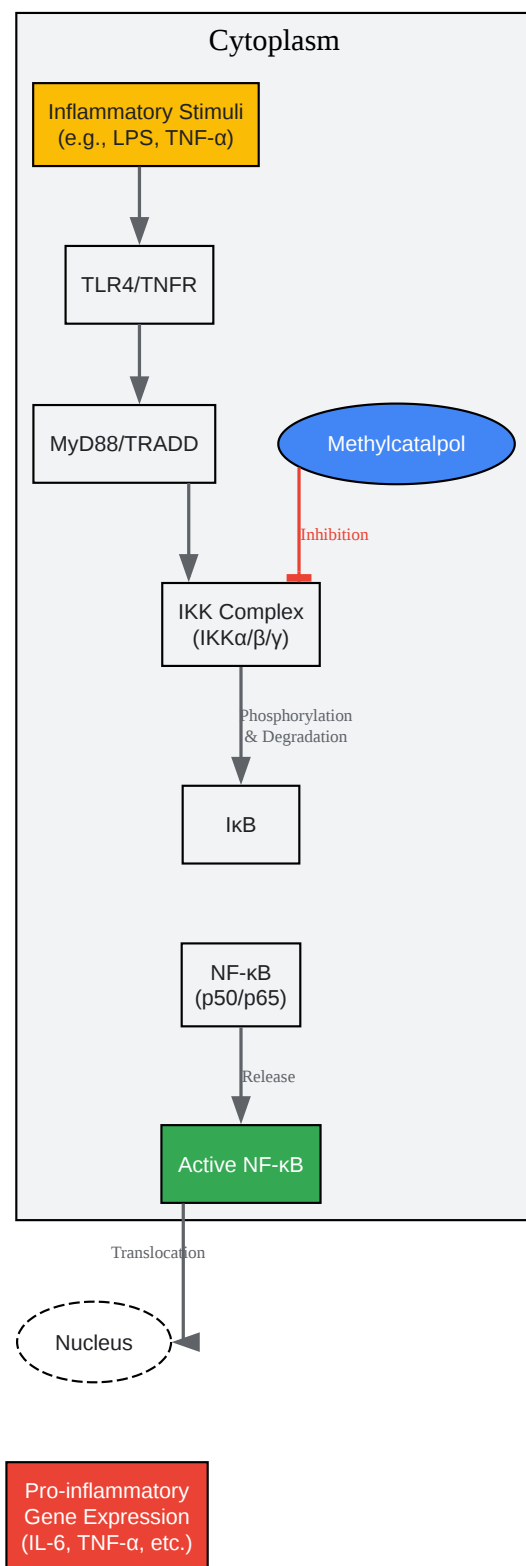 Cytoplasm
Inflammatory Stimuli
(e.g., LPS, TNF-α)
TLR4/TNFR
MyD88/TRADD
Methylcatalpol
Inhibition
IKK Complex
(IKKα/β/γ)
Phosphorylation
& Degradation
IκB
NF-κB
(p50/p65)
Release
Active NF-κB
Translocation
Nucleus
Pro-inflammatory
Gene Expression
(IL-6, TNF-α, etc.)